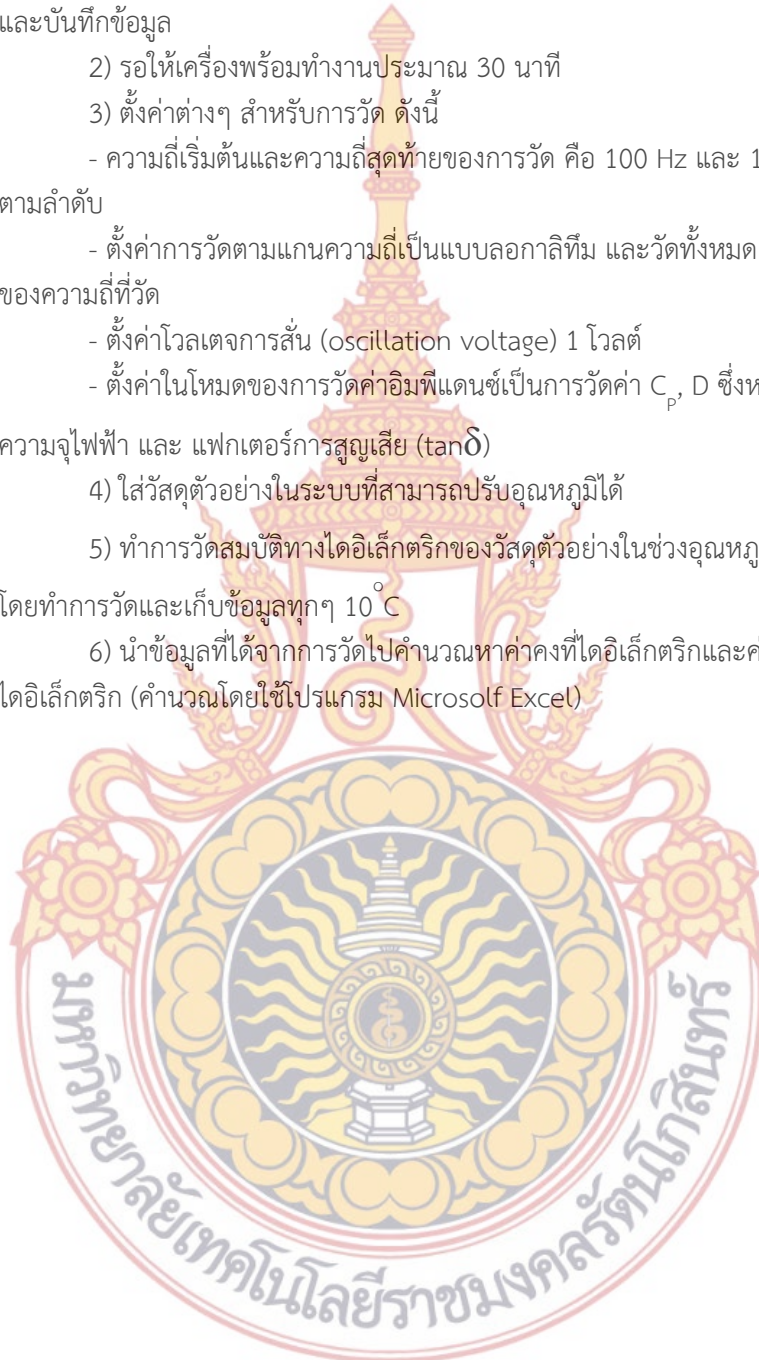 และบันทึกข้อมูล
2) รอให้เครื่องพร้อมทำงานประมาณ 30 นาที
3) ตั้งค่าต่างๆ สำหรับการวัด ดังนี้
- ความถี่เริ่มต้นและความถี่สุดท้ายของการวัด คือ 100 Hz และ 1
ตามลำดับ
- ตั้งค่าการวัดตามแกนความถี่เป็นแบบลอกาลิทึม และวัดทั้งหมด
ของความถี่ที่วัด
- ตั้งค่าโวลเตจการสั่น (oscillation voltage) 1 โวลต์
- ตั้งค่าในโหมดของการวัดค่าอิมพีแดนซ์เป็นการวัดค่า C_P, D ซึ่งห
ความจุไฟฟ้า และ แฟกเตอร์การสูญเสีย (tanδ)
4) ใส่วัสดุตัวอย่างในระบบที่สามารถปรับอุณหภูมิได้
5) ทำการวัดสมบัติทางไดอิเล็กตริกของวัสดุตัวอย่างในช่วงอุณหภู
โดยทำการวัดและเก็บข้อมูลทุกๆ 10°C
6) นำข้อมูลที่ได้จากการวัดไปคำนวณหาค่าคงที่ไดอิเล็กตริกและค่
ไดอิเล็กตริก (คำนวณโดยใช้โปรแกรม Microsolf Excel)
มหาวิทยาลัยเทคโนโลยีราชมงคลรัตนโกสินทร์